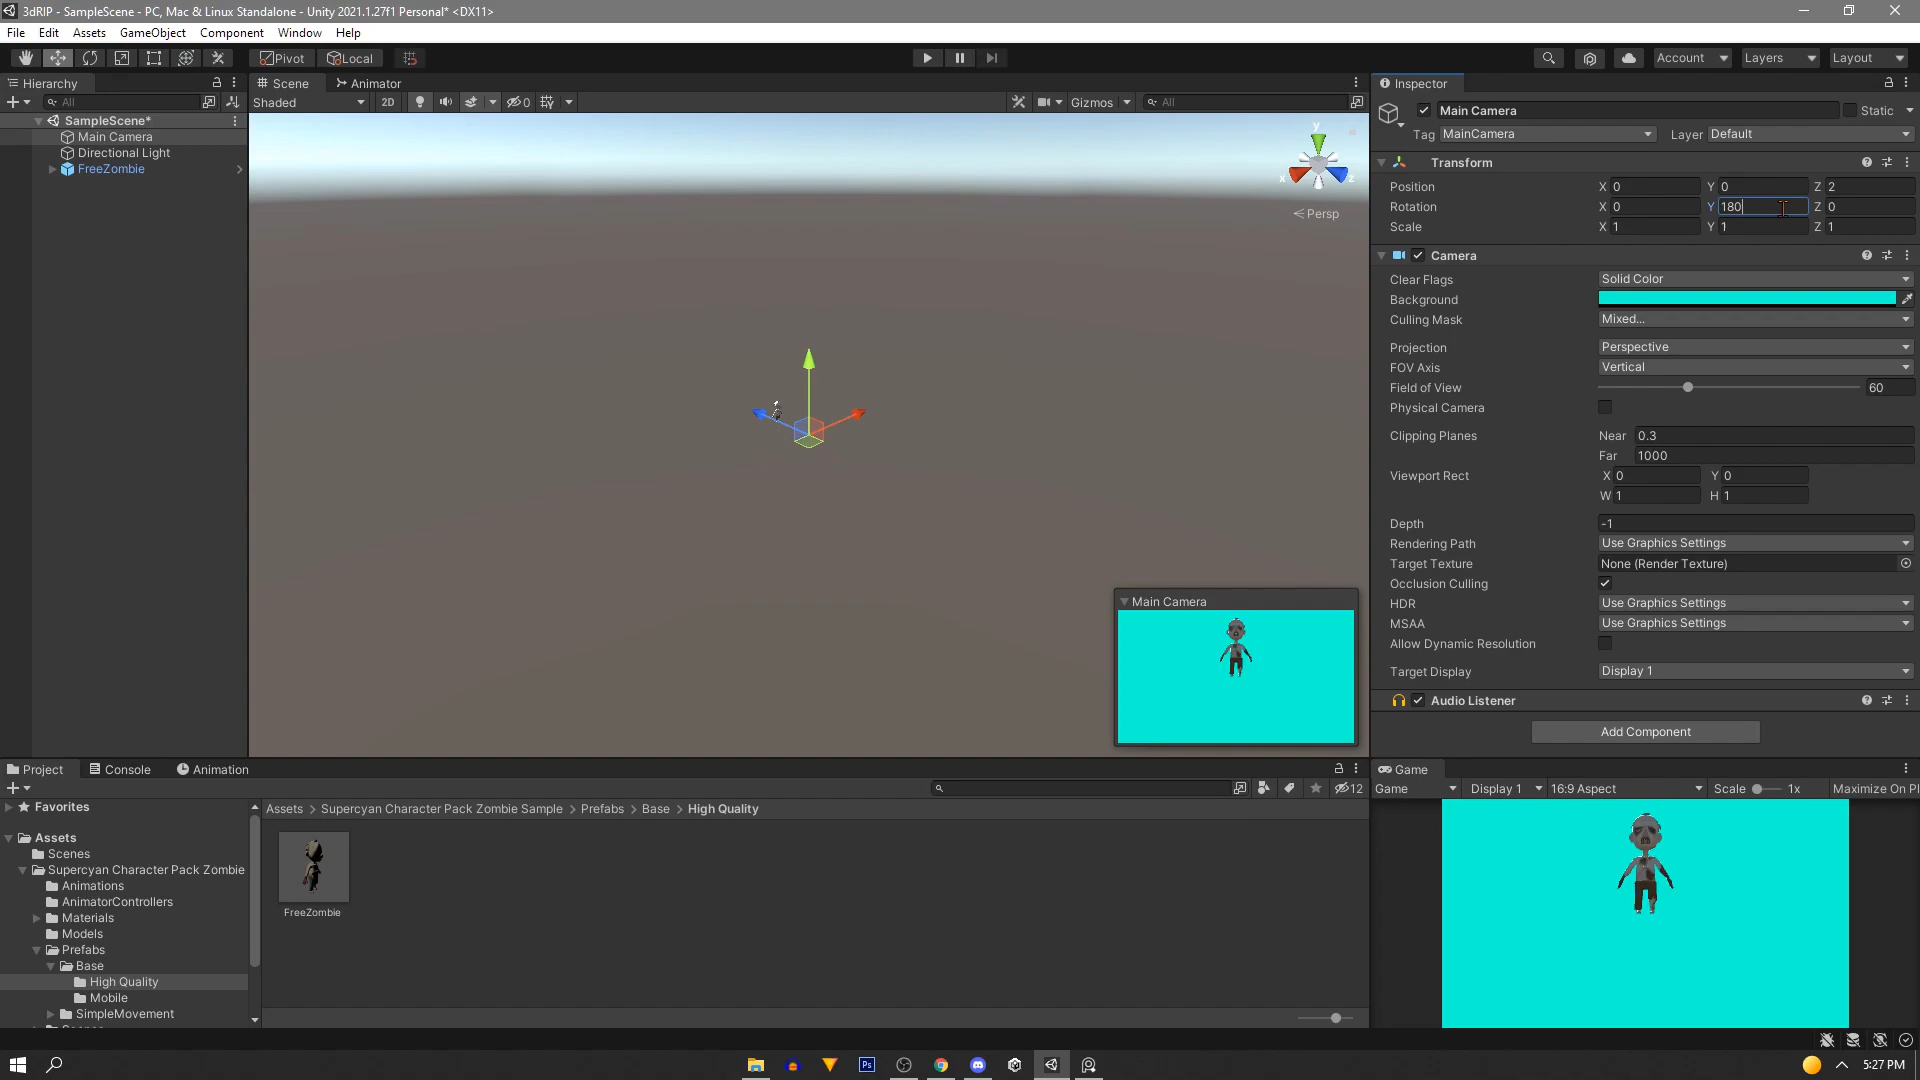 3dRIP - SampleScene - PC, Mac & Linux Standalone - Unity 2021.1.27f1 Personal* <DX11>
File Edit Assets GameObject Component Window Help
Pivot Local Account Layers Layout
Hierarchy
All
SampleScene*
Main Camera
Directional Light
FreeZombie
Scene Animator
Shaded 2D 0 Gizmos All
y
x z
Persp
Main Camera
Inspector
Main Camera Static
Tag MainCamera Layer Default
Transform
Position X 0 Y 0 Z 2
Rotation X 0 Y 180 Z 0
Scale X 1 Y 1 Z 1
Camera
Clear Flags Solid Color
Background
Culling Mask Mixed...
Projection Perspective
FOV Axis Vertical
Field of View 60
Physical Camera
Clipping Planes Near 0.3
Far 1000
Viewport Rect X 0 Y 0
W 1 H 1
Depth -1
Rendering Path Use Graphics Settings
Target Texture None (Render Texture)
Occlusion Culling
HDR Use Graphics Settings
MSAA Use Graphics Settings
Allow Dynamic Resolution
Target Display Display 1
Audio Listener
Add Component
Project Console Animation
12
Favorites
Assets
Scenes
Supercyan Character Pack Zombie
Animations
AnimatorControllers
Materials
Models
Prefabs
Base
High Quality
Mobile
SimpleMovement
Assets > Supercyan Character Pack Zombie Sample > Prefabs > Base > High Quality
FreeZombie
Game
Game Display 1 16:9 Aspect Scale 1x Maximize On Pl
Ps
5:27 PM